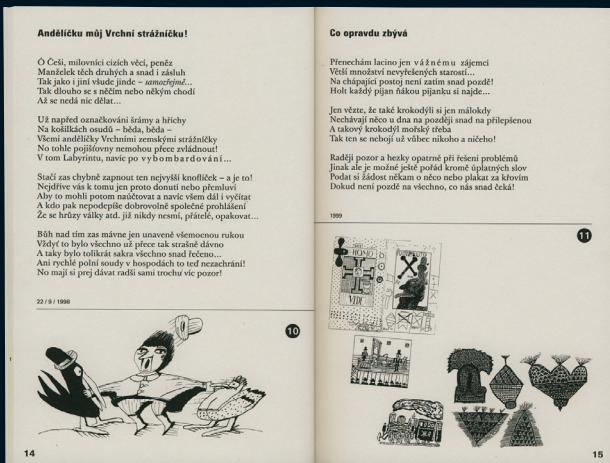 Andělíčku můj Vrchní strážníčku!
Ó Češi, milovníci cizích věcí, peněz
Manželek těch druhých a snad i zásluh
Tak jako i jiní všude jinde – samozřejmě...
Tak dlouho se s něčím nebo někým chodí
Až se nedá nic dělat...
Už napřed označkováni šrámy a hříchy
Na košilkách osudů – běda, běda –
Všemi andělíčky Vrchními zemskými strážníčky
No tohle pojišťovny nemohou přece zvládnout!
V tom Labyrintu, navíc po vybombardování...
Stačí zas chybně zapnout ten nejvyšší knoflíček – a je to!
Nejdříve vás k tomu jen proto donutí nebo přemluví
Aby to mohli potom naúčtovat a navíc všem dál i vyčítat
A kdo pak nepodepíše dobrovolně společné prohlášení
Že se hrůzy války atd. již nikdy nesmí, přátelé, opakovat...
Bůh nad tím zas mávne jen unaveně všemocnou rukou
Vždyť to bylo všechno už přece tak strašně dávno
A taky bylo tolikrát sakra všechno snad řečeno...
Ani rychlé polní soudy v hospodách to teď nezachrání!
No mají si prej dávat radši sami trochu víc pozor!
22 / 9 / 1998
10
14
Co opravdu zbývá
Přenechám lacino jen vážnému zájemci
Větší množství nevyřešených starostí...
Na chápající postoj není zatím snad pozdě!
Holt každý pijan ňákou pijanku si najde...
Jen vězte, že také krokodýli si jen málokdy
Nechávají něco u dna na později snad na přilepšenou
A takový krokodýl mořský třeba
Tak ten se nebojí už vůbec nikoho a ničeho!
Raději pozor a hezky opatrně při řešení problémů
Jinak ale je možné ještě pořád kromě úplatných slov
Podat si žádost někam o něco nebo plakat za křovím
Dokud není pozdě na všechno, co nás snad čeká!
1999
11
HOMO
VIDE
15